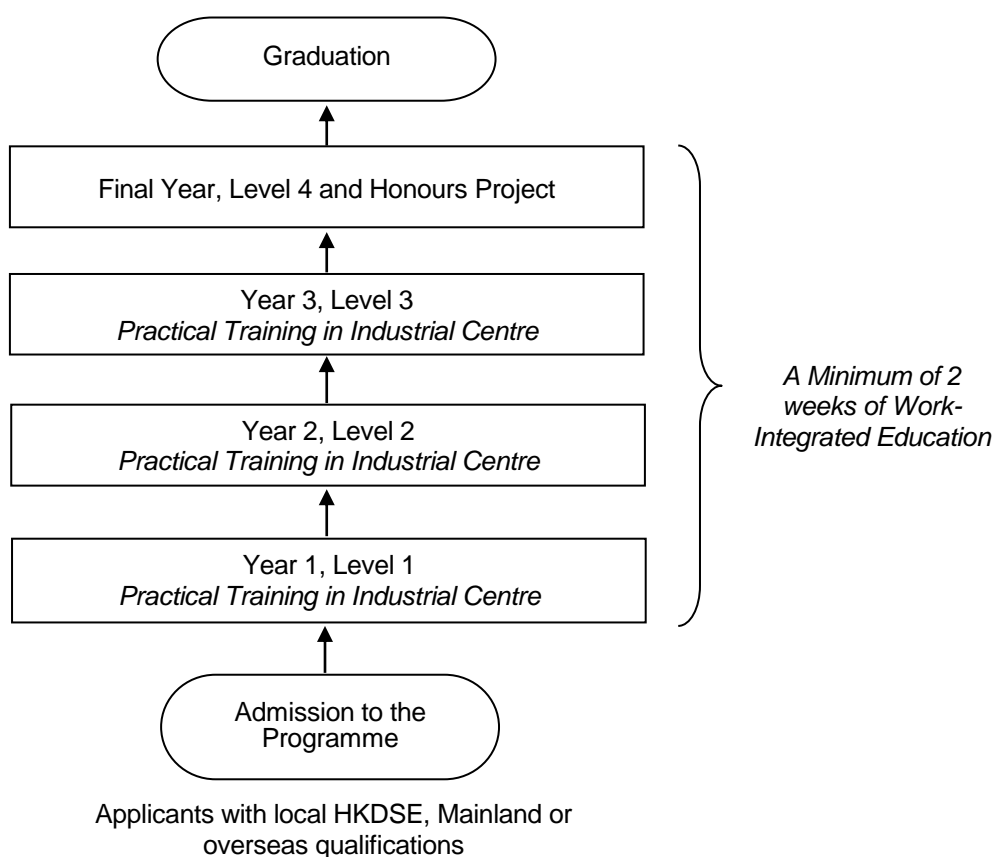 Graduation
Final Year, Level 4 and Honours Project
Year 3, Level 3
Practical Training in Industrial Centre
Year 2, Level 2
Practical Training in Industrial Centre
Year 1, Level 1
Practical Training in Industrial Centre
A Minimum of 2
weeks of Work-
Integrated Education
Admission to the
Programme
Applicants with local HKDSE, Mainland or
overseas qualifications